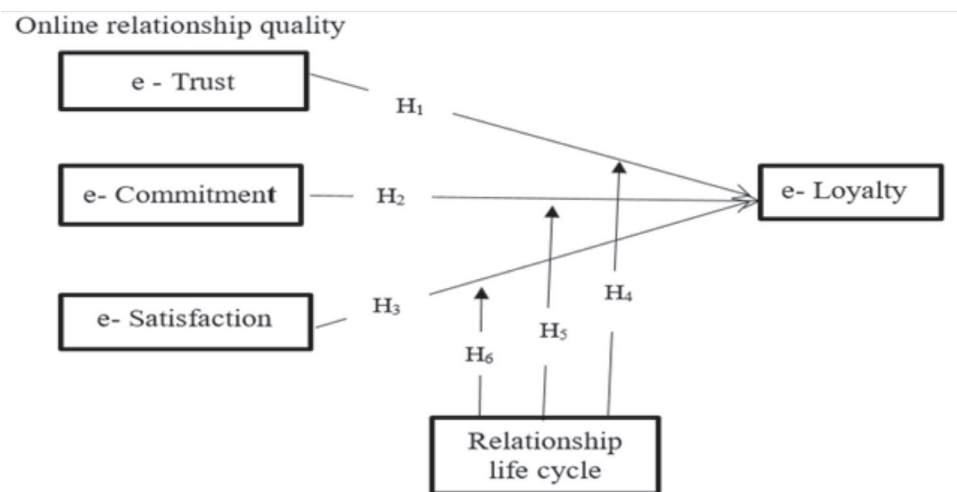 Online relationship quality
e - Trust
H₁
e- Commitment
H₂
e- Loyalty
e- Satisfaction
H₃
H₄
H₅
H₆
Relationship
life cycle